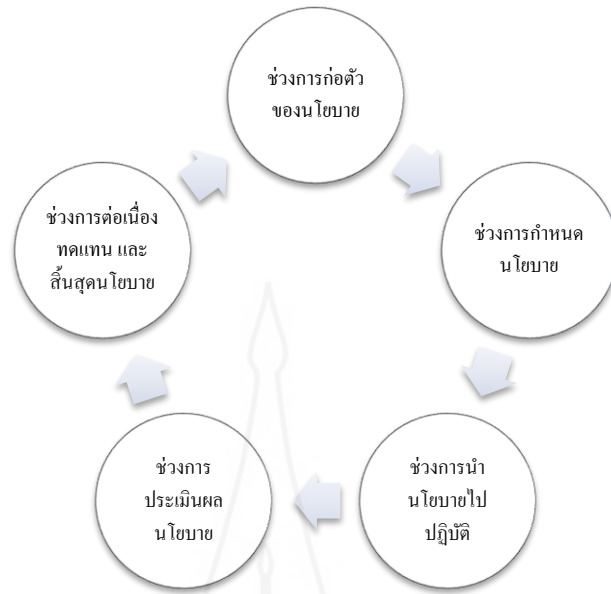 ช่วงการก่อตัว
ของนโยบาย
ช่วงการกำหนด
นโยบาย
ช่วงการนำ
นโยบายไป
ปฏิบัติ
ช่วงการ
ประเมินผล
นโยบาย
ช่วงการต่อเนื่อง
ทดแทน และ
สิ้นสุดนโยบาย